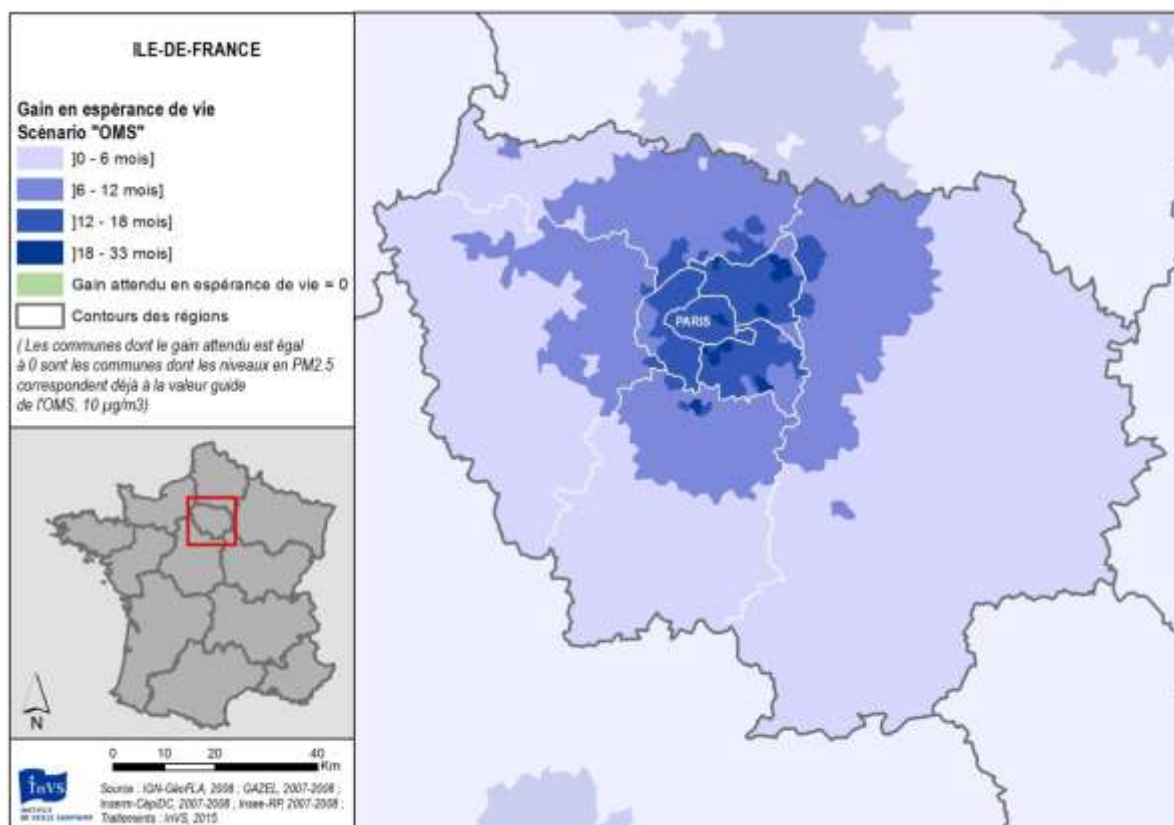 ILE-DE-FRANCE
Gain en espérance de vie
Scénario "OMS"
]0 - 6 mois]
]6 - 12 mois]
]12 - 18 mois]
]18 - 33 mois]
Gain attendu en espérance de vie = 0
Contours des régions
( Les communes dont le gain attendu est égal
à 0 sont les communes dont les niveaux en PM2.5
correspondent déjà à la valeur guide
de l'OMS, 10 µg/m3)
PARIS
N
0 10 20 40
Km
InVS
INSTITUT
DE VEILLE SANITAIRE
Source : IGN-GéoFLA, 2008 ; GAZEL, 2007-2008 ;
Inserm-CépiDC, 2007-2008 ; Insee-RP, 2007-2008 ;
Traitements : InVS, 2015